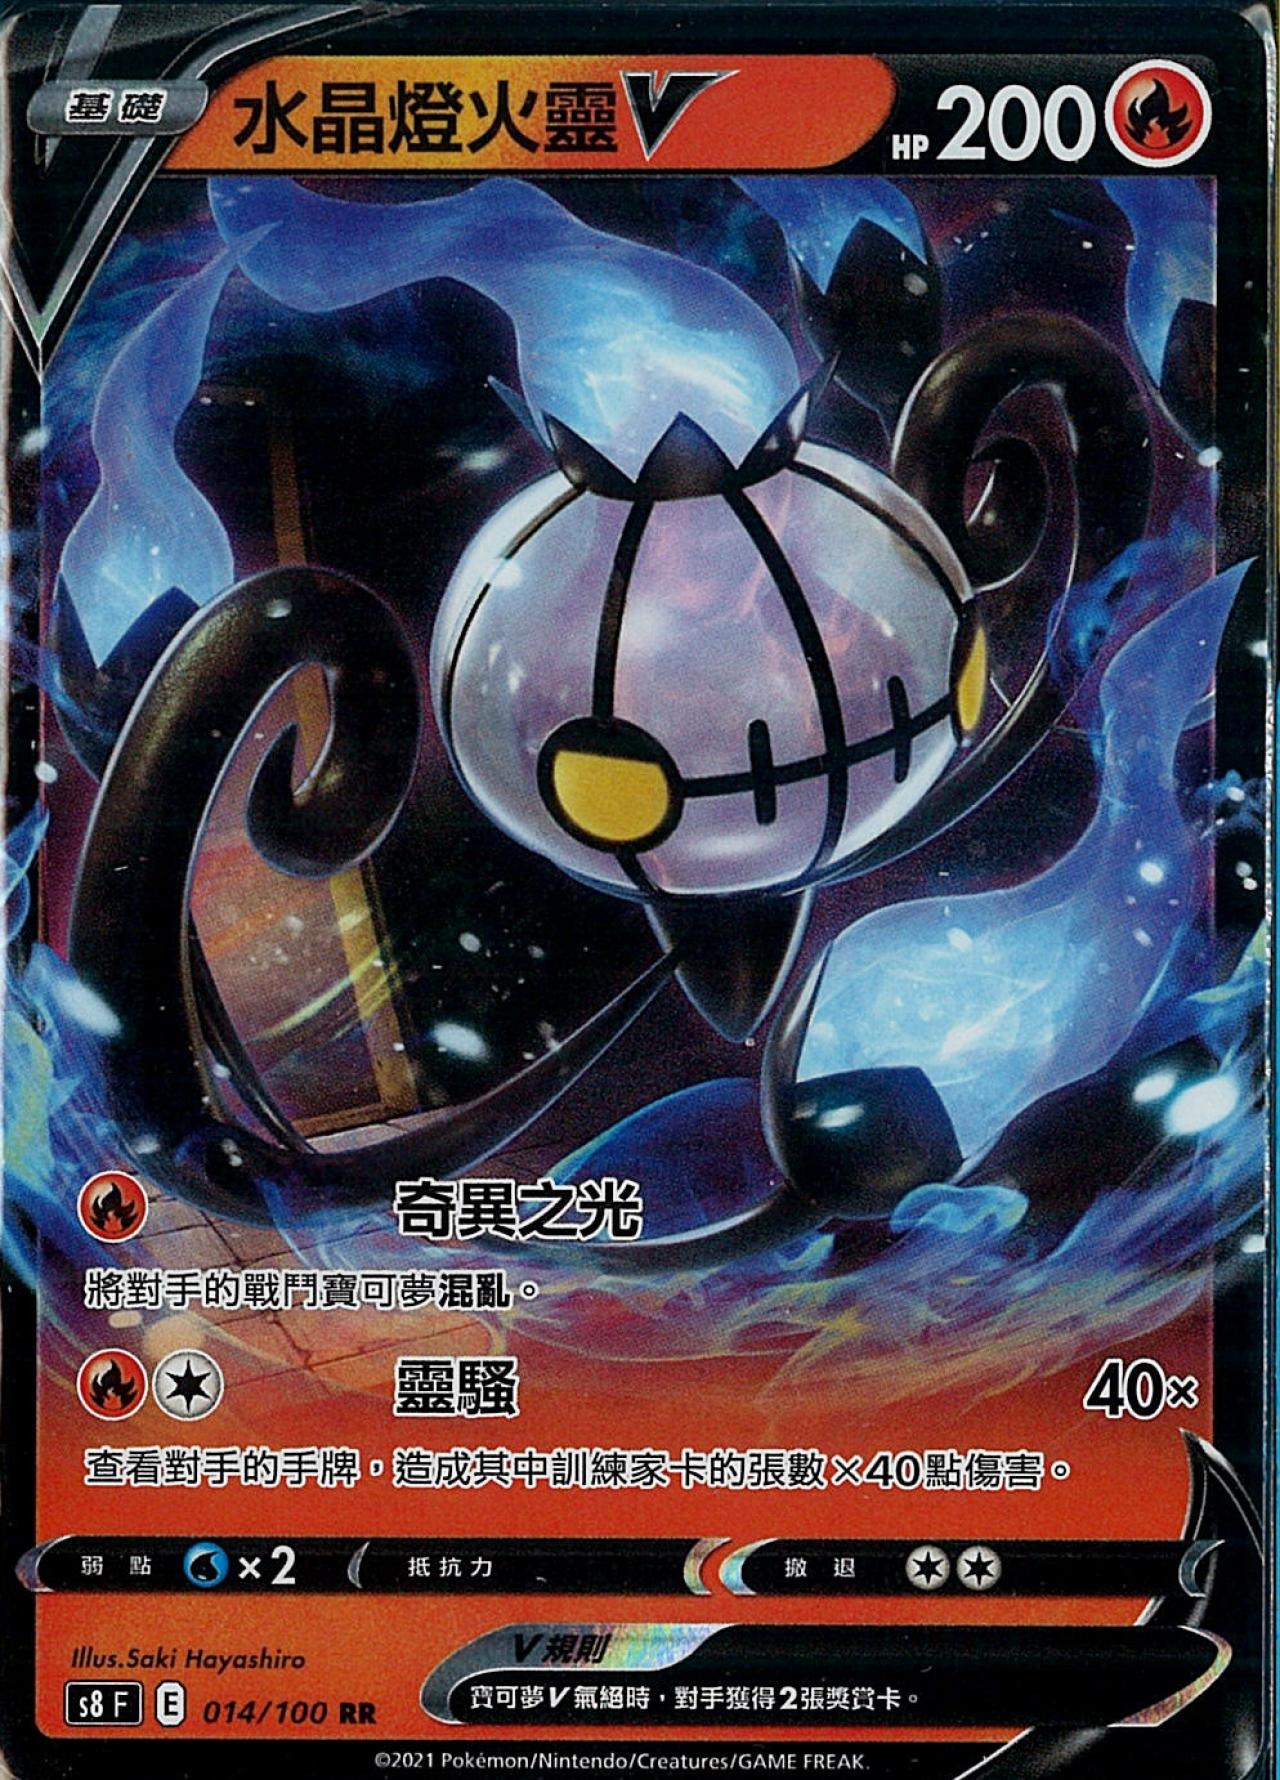 基礎 水晶燈火靈V HP200
奇異之光
將對手的戰鬥寶可夢混亂。
靈騷 40×
查看對手的手牌，造成其中訓練家卡的張數×40點傷害。
弱點 ×2 抵抗力 撤退
Illus.Saki Hayashiro
V規則
寶可夢V氣絕時，對手獲得2張獎賞卡。
s8 F E 014/100 RR
©2021 Pokémon/Nintendo/Creatures/GAME FREAK.